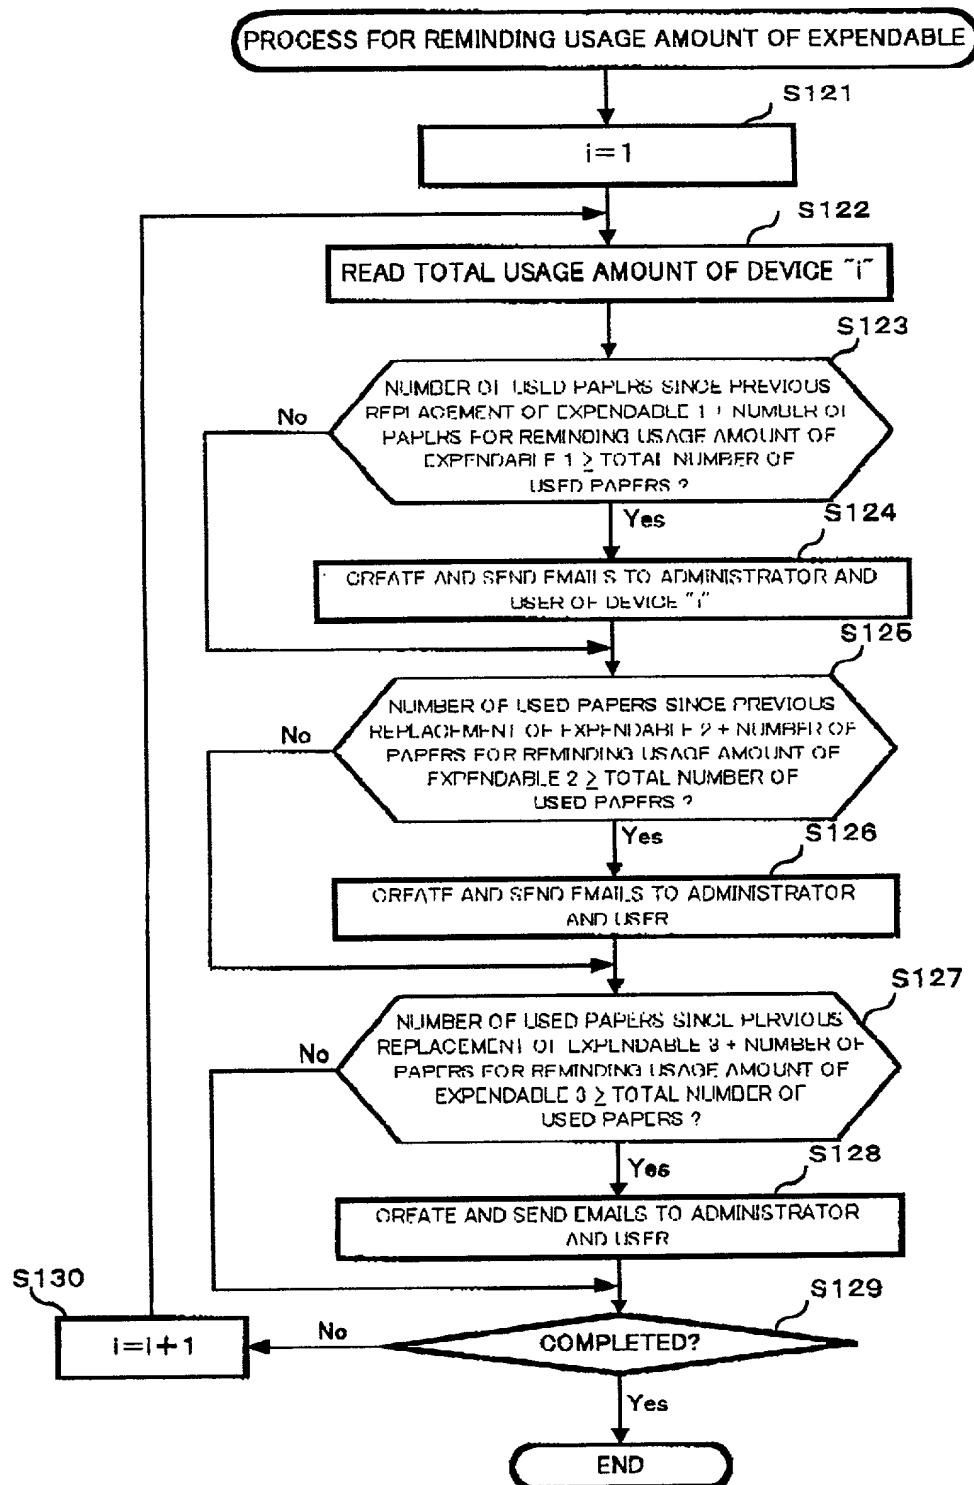 PROCESS FOR REMINDING USAGE AMOUNT OF EXPENDABLE
S121
i=1
S122
READ TOTAL USAGE AMOUNT OF DEVICE "i"
S123
NUMBER OF USED PAPERS SINCE PREVIOUS
REPLACEMENT OF EXPENDABLE 1 + NUMBER OF
PAPERS FOR REMINDING USAGE AMOUNT OF
EXPENDABLE 1 ≥ TOTAL NUMBER OF
USED PAPERS ?
No
Yes
S124
CREATE AND SEND EMAILS TO ADMINISTRATOR AND
USER OF DEVICE "i"
S125
NUMBER OF USED PAPERS SINCE PREVIOUS
REPLACEMENT OF EXPENDABLE 2 + NUMBER OF
PAPERS FOR REMINDING USAGE AMOUNT OF
EXPENDABLE 2 ≥ TOTAL NUMBER OF
USED PAPERS ?
No
Yes
S126
CREATE AND SEND EMAILS TO ADMINISTRATOR
AND USER
S127
NUMBER OF USED PAPERS SINCE PERVIOUS
REPLACEMENT OF EXPENDABLE 3 + NUMBER OF
PAPERS FOR REMINDING USAGE AMOUNT OF
EXPENDABLE 3 ≥ TOTAL NUMBER OF
USED PAPERS ?
No
Yes
S128
CREATE AND SEND EMAILS TO ADMINISTRATOR
AND USER
S129
COMPLETED?
No
S130
i=i+1
Yes
END